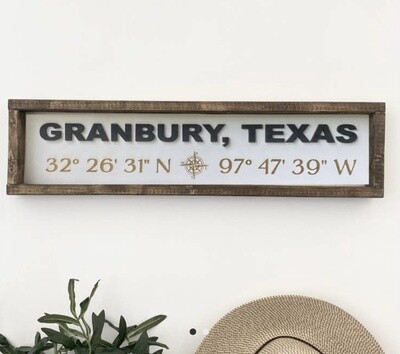 GRANBURY, TEXAS
32° 26' 31" N 97° 47' 39" W